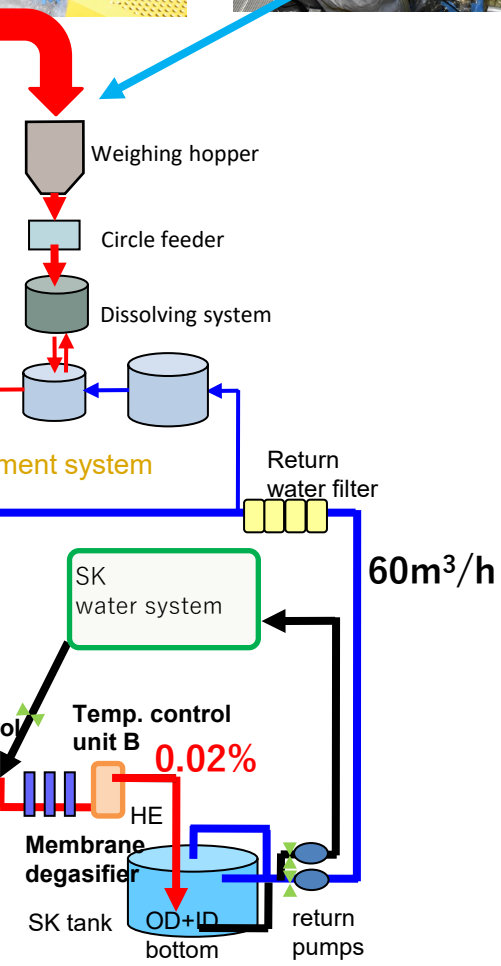 Weighing hopper
Circle feeder
Dissolving system
ment system
Return
water filter
60m³/h
SK
water system
ol
Temp. control
unit B
0.02%
HE
Membrane
degasifier
SK tank
OD+ID
bottom
return
pumps